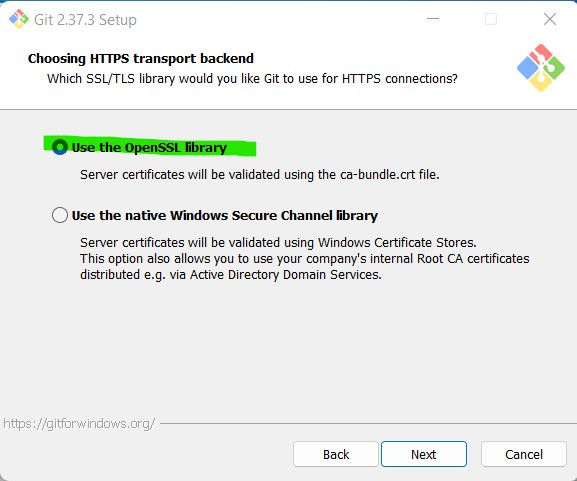 Git 2.37.3 Setup
Choosing HTTPS transport backend
Which SSL/TLS library would you like Git to use for HTTPS connections?
Use the OpenSSL library
Server certificates will be validated using the ca-bundle.crt file.
Use the native Windows Secure Channel library
Server certificates will be validated using Windows Certificate Stores.
This option also allows you to use your company's internal Root CA certificates
distributed e.g. via Active Directory Domain Services.
https://gitforwindows.org/
Back
Next
Cancel